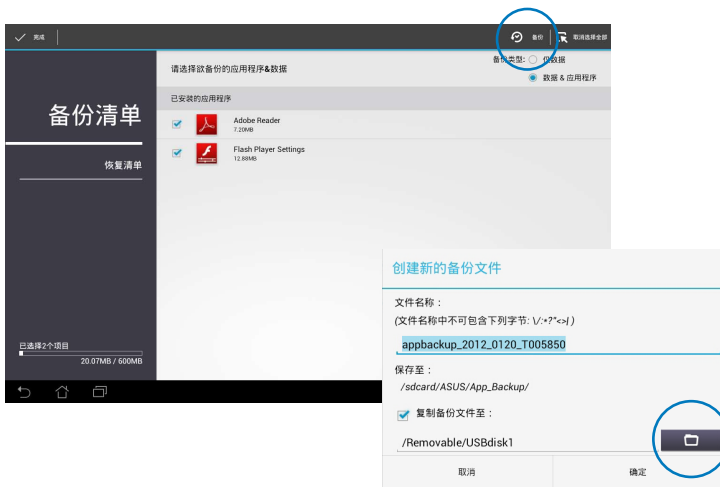 完成
备份
取消选择全部
请选择欲备份的应用程序&数据
备份类型:
仅数据
数据 & 应用程序
备份清单
恢复清单
已安装的应用程序
Adobe Reader
7.20MB
Flash Player Settings
12.88MB
已选择2个项目
20.07MB / 600MB
创建新的备份文件
文件名称：
(文件名称中不可包含下列字节: \/:*?"<>| )
appbackup_2012_0120_T005850
保存至：
/sdcard/ASUS/App_Backup/
复制备份文件至：
/Removable/USBdisk1
取消
确定